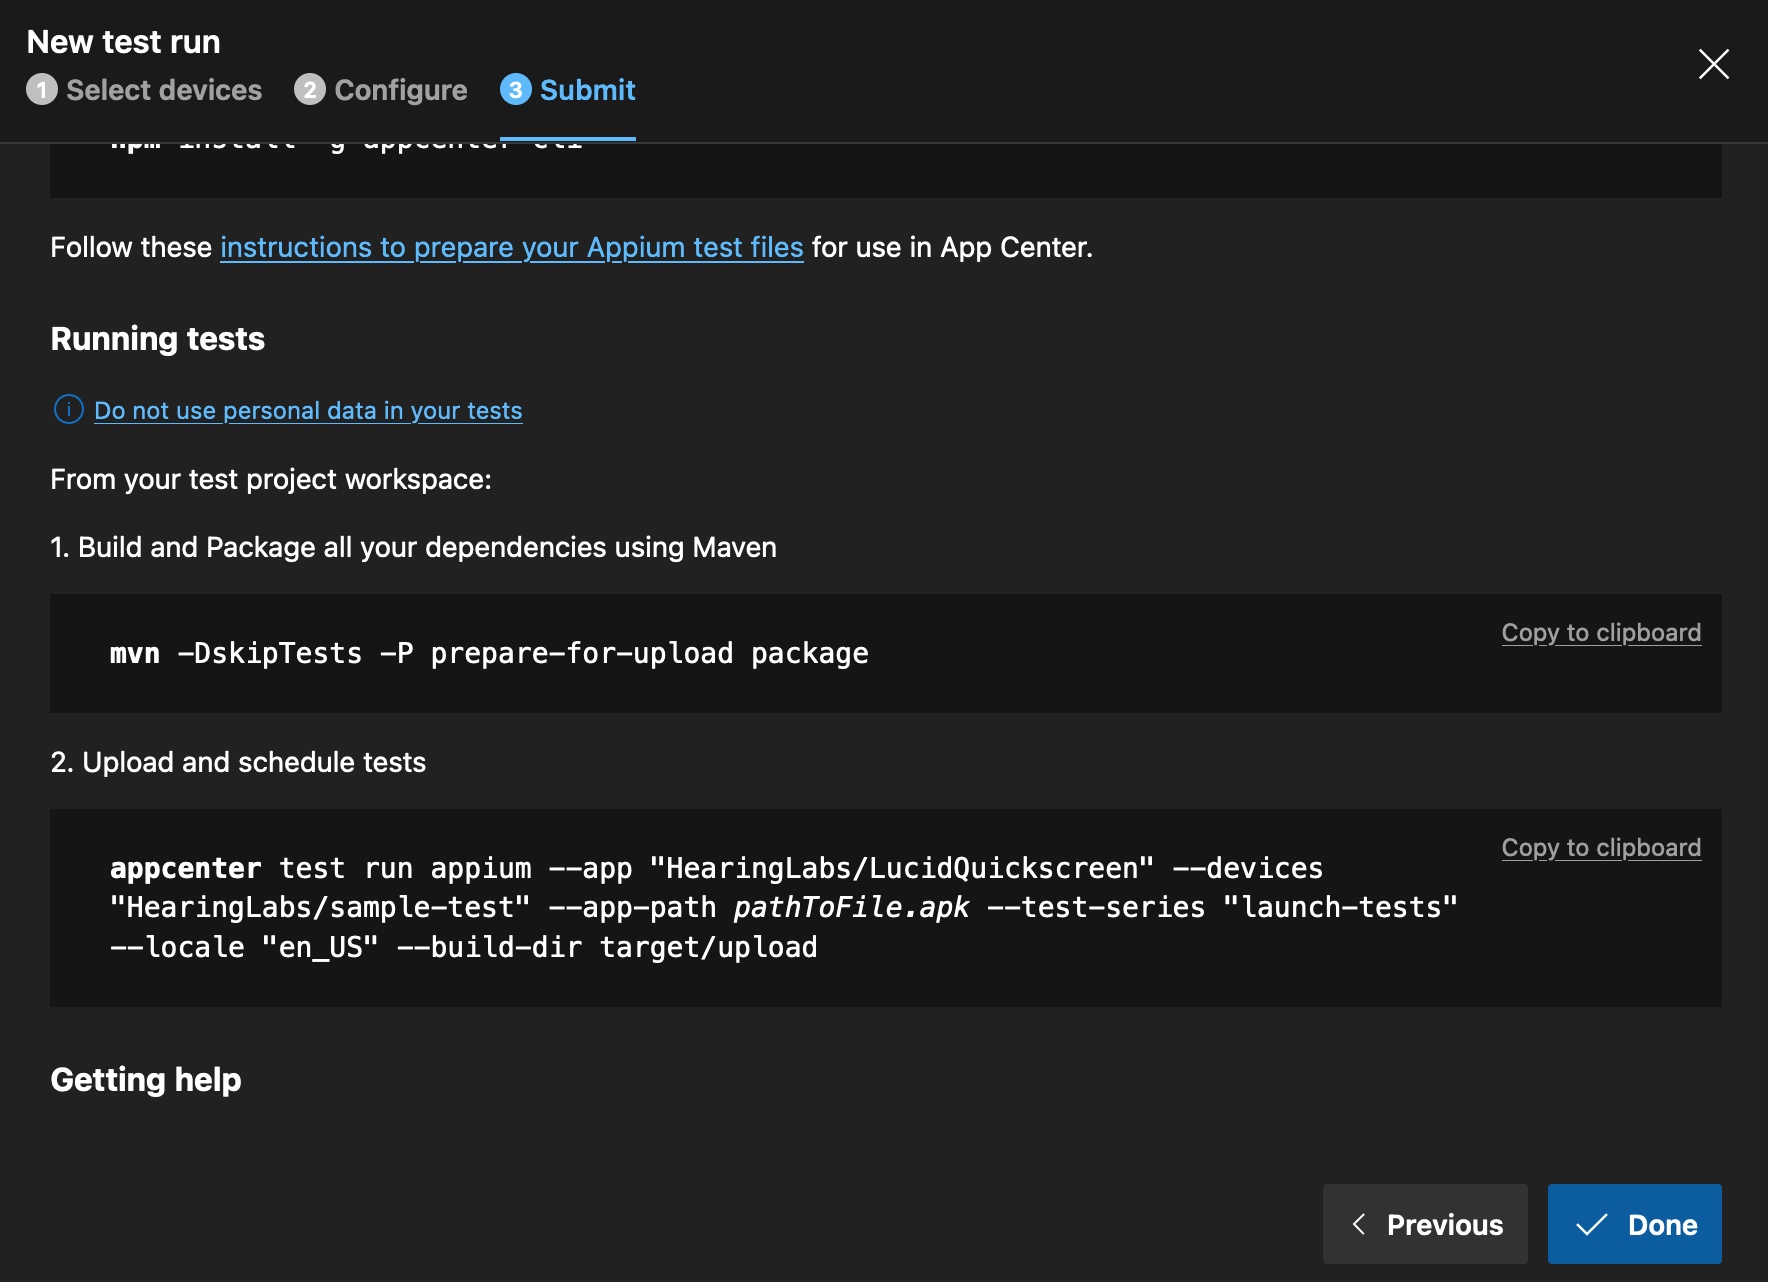 New test run
1 Select devices 2 Configure 3 Submit
npm install -g appcenter-cli
Follow these instructions to prepare your Appium test files for use in App Center.
Running tests
Do not use personal data in your tests
From your test project workspace:
1. Build and Package all your dependencies using Maven
Copy to clipboard
mvn -DskipTests -P prepare-for-upload package
2. Upload and schedule tests
Copy to clipboard
appcenter test run appium --app "HearingLabs/LucidQuickscreen" --devices
"HearingLabs/sample-test" --app-path pathToFile.apk --test-series "launch-tests"
--locale "en_US" --build-dir target/upload
Getting help
Previous Done